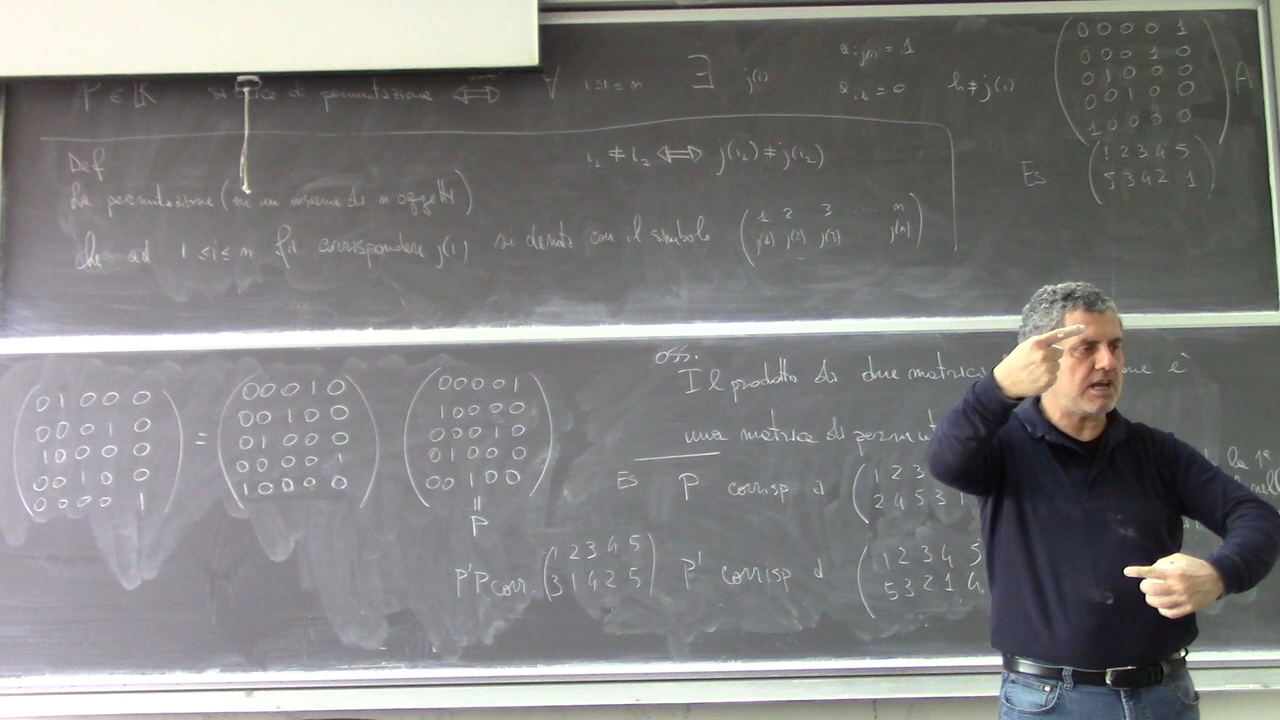 di permutazione ⟺ ∀ 1≤i≤n ∃ j(i) a_{i j(i)} = 1
a_{ih} = 0 h≠j(i)
Def
i₁ ≠ i₂ ⟺ j(i₁) ≠ j(i₂)
La permutazione (su un insieme di n oggetti)
che ad 1≤i≤n fa corrispondere j(i) si denota con il simbolo (1 2 3 .... n
j(1) j(2) j(3) j(n))
(0 0 0 0 1
0 0 0 1 0
0 1 0 0 0
0 0 1 0 0
1 0 0 0 0) A
Es (1 2 3 4 5
5 3 4 2 1)
(0 1 0 0 0
0 0 0 1 0
1 0 0 0 0
0 0 1 0 0
0 0 0 0 1)
=
(0 0 0 1 0
0 0 1 0 0
0 1 0 0 0
0 0 0 0 1
1 0 0 0 0)
(0 0 0 0 1
1 0 0 0 0
0 0 0 1 0
0 1 0 0 0
0 0 1 0 0)
=
P
oss.
Il prodotto di due matrici è
una matrice di
Es P corrisp a (1 2 3
2 4 5 3 1
P'P corr. (1 2 3 4 5
3 1 4 2 5)
P' corrisp a (1 2 3 4 5
5 3 2 1 4